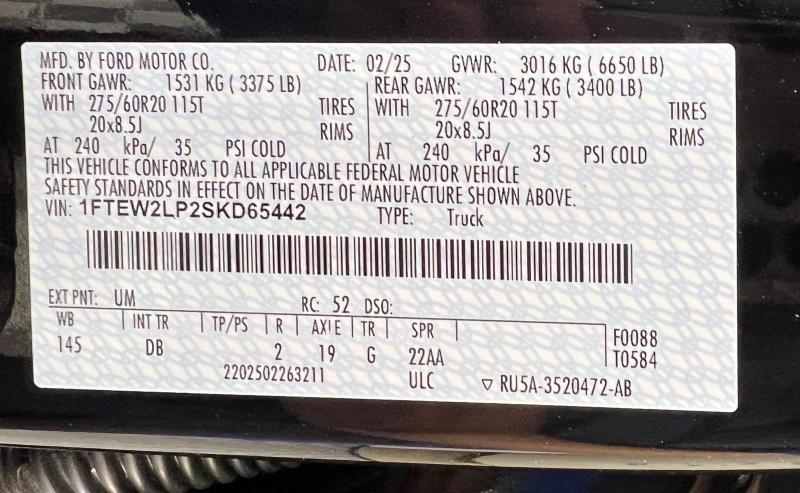 MFD. BY FORD MOTOR CO. DATE: 02/25 GVWR: 3016 KG ( 6650 LB)
FRONT GAWR: 1531 KG ( 3375 LB) REAR GAWR: 1542 KG ( 3400 LB)
WITH 275/60R20 115T TIRES WITH 275/60R20 115T TIRES
20x8.5J RIMS 20x8.5J RIMS
AT 240 kPa/ 35 PSI COLD AT 240 kPa/ 35 PSI COLD
THIS VEHICLE CONFORMS TO ALL APPLICABLE FEDERAL MOTOR VEHICLE
SAFETY STANDARDS IN EFFECT ON THE DATE OF MANUFACTURE SHOWN ABOVE.
VIN: 1FTEW2LP2SKD65442 TYPE: Truck
EXT PNT: UM RC: 52 DSO:
WB INT TR TP/PS R AXLE TR SPR F0088
145 DB 2 19 G 22AA T0584
2202502263211 ULC ▽ RU5A-3520472-AB